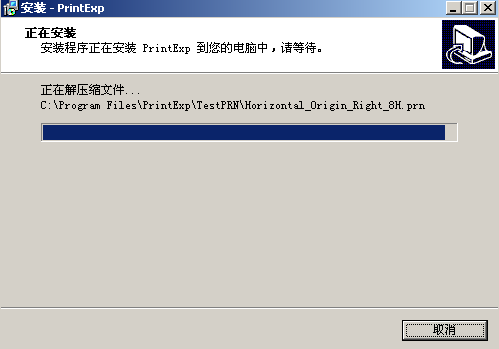 安装 - PrintExp
正在安装
安装程序正在安装 PrintExp 到您的电脑中，请等待。
正在解压缩文件...
C:\Program Files\PrintExp\TestPRN\Horizontal_Origin_Right_8H.prn
取消